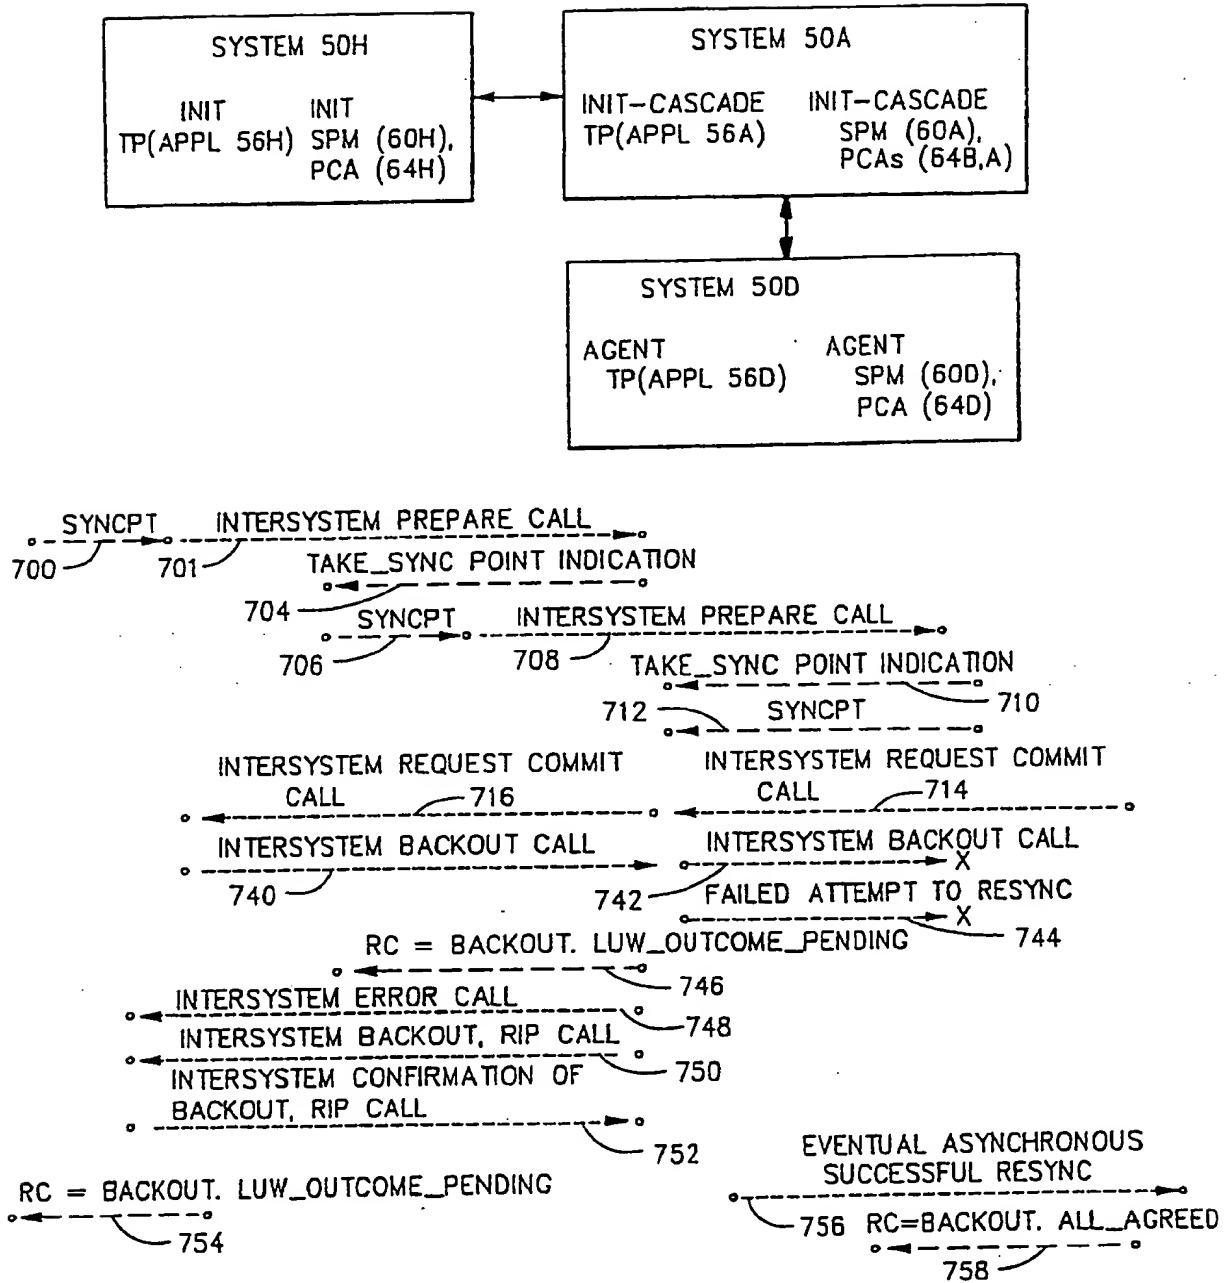 SYSTEM 50H
INIT INIT
TP(APPL 56H) SPM (60H),
PCA (64H)
SYSTEM 50A
INIT-CASCADE INIT-CASCADE
TP(APPL 56A) SPM (60A),
PCAs (64B,A)
SYSTEM 50D
AGENT AGENT
TP(APPL 56D) SPM (60D),
PCA (64D)
SYNCPT INTERSYSTEM PREPARE CALL
700 701
TAKE_SYNC POINT INDICATION
704
SYNCPT INTERSYSTEM PREPARE CALL
706 708
TAKE_SYNC POINT INDICATION
710
712 SYNCPT
INTERSYSTEM REQUEST COMMIT
CALL 716
INTERSYSTEM REQUEST COMMIT
CALL 714
INTERSYSTEM BACKOUT CALL
740
INTERSYSTEM BACKOUT CALL
742 X
FAILED ATTEMPT TO RESYNC
X
744
RC = BACKOUT. LUW_OUTCOME_PENDING
746
INTERSYSTEM ERROR CALL
748
INTERSYSTEM BACKOUT, RIP CALL
750
INTERSYSTEM CONFIRMATION OF
BACKOUT, RIP CALL
752
RC = BACKOUT. LUW_OUTCOME_PENDING
754
EVENTUAL ASYNCHRONOUS
SUCCESSFUL RESYNC
756 RC=BACKOUT. ALL_AGREED
758